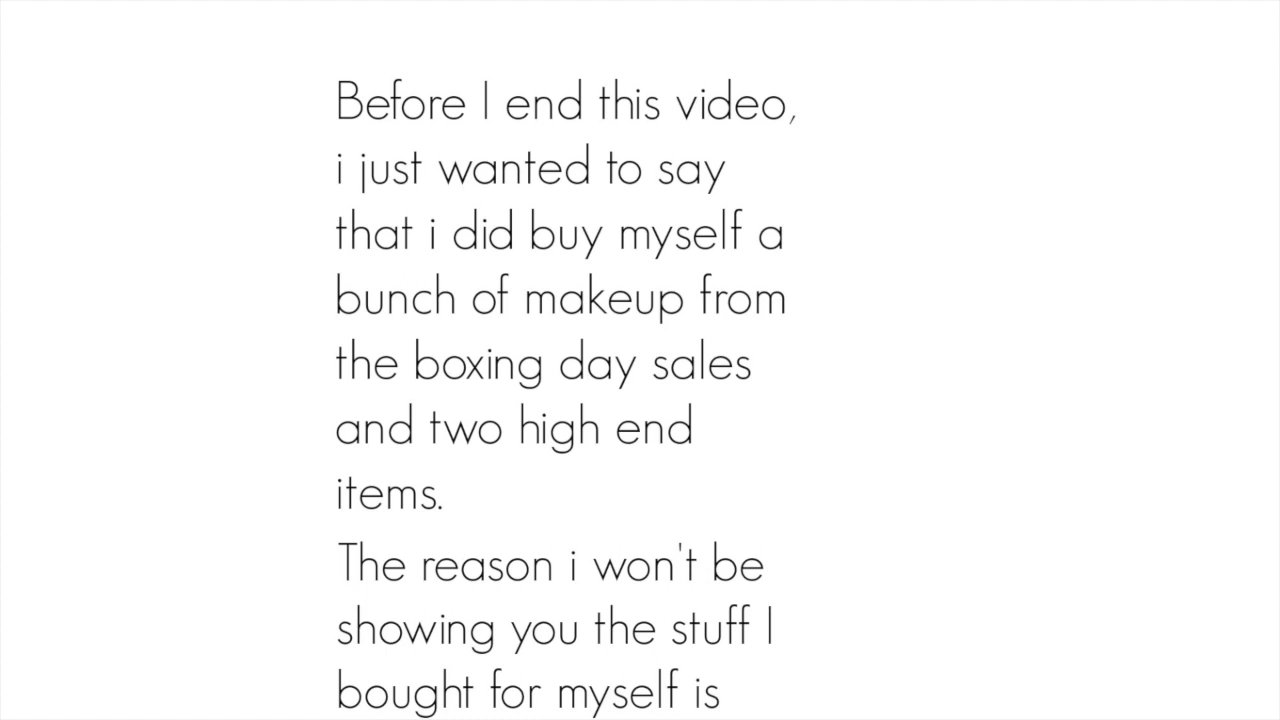 Before I end this video,
i just wanted to say
that i did buy myself a
bunch of makeup from
the boxing day sales
and two high end
items.
The reason i won't be
showing you the stuff I
bought for myself is